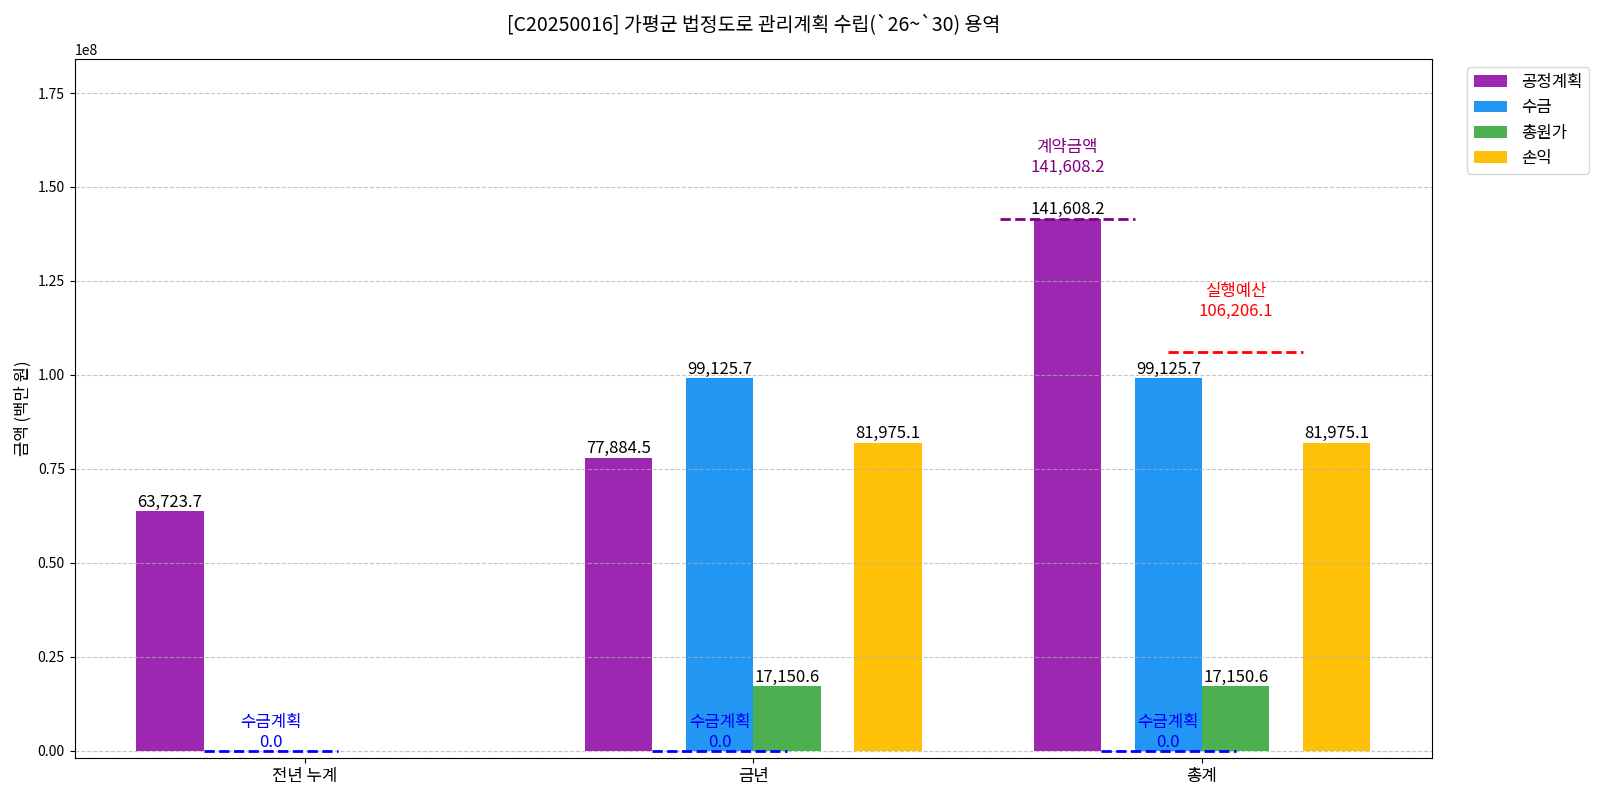 [C20250016] 가평군 법정도로 관리계획 수립(`26~`30) 용역
1e8
1.75
1.50
1.25
1.00
0.75
0.50
0.25
0.00
금액 (백만 원)
63,723.7
수금계획
0.0
77,884.5
99,125.7
수금계획
0.0
17,150.6
81,975.1
계약금액
141,608.2
141,608.2
실행예산
106,206.1
99,125.7
수금계획
0.0
17,150.6
81,975.1
전년 누계
금년
총계
공정계획
수금
총원가
손익